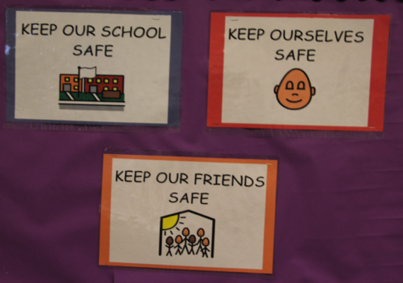 KEEP OUR SCHOOL
SAFE
KEEP OURSELVES
SAFE
KEEP OUR FRIENDS
SAFE